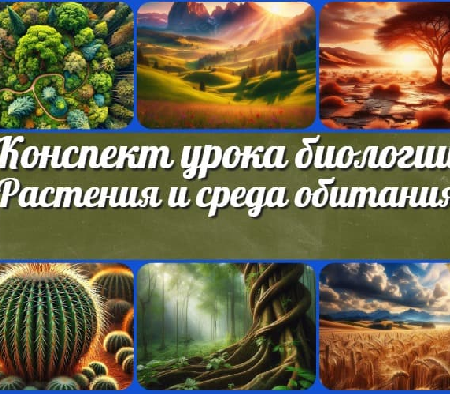 Конспект урока биологии
Растения и среда обитания